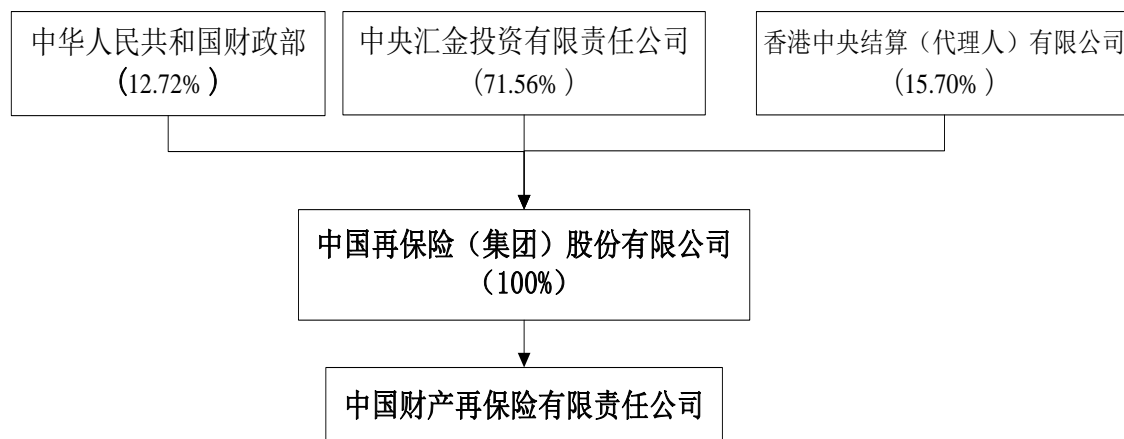 中华人民共和国财政部
(12.72% )
中央汇金投资有限责任公司
(71.56% )
香港中央结算（代理人）有限公司
(15.70% )
中国再保险（集团）股份有限公司
(100%)
中国财产再保险有限责任公司